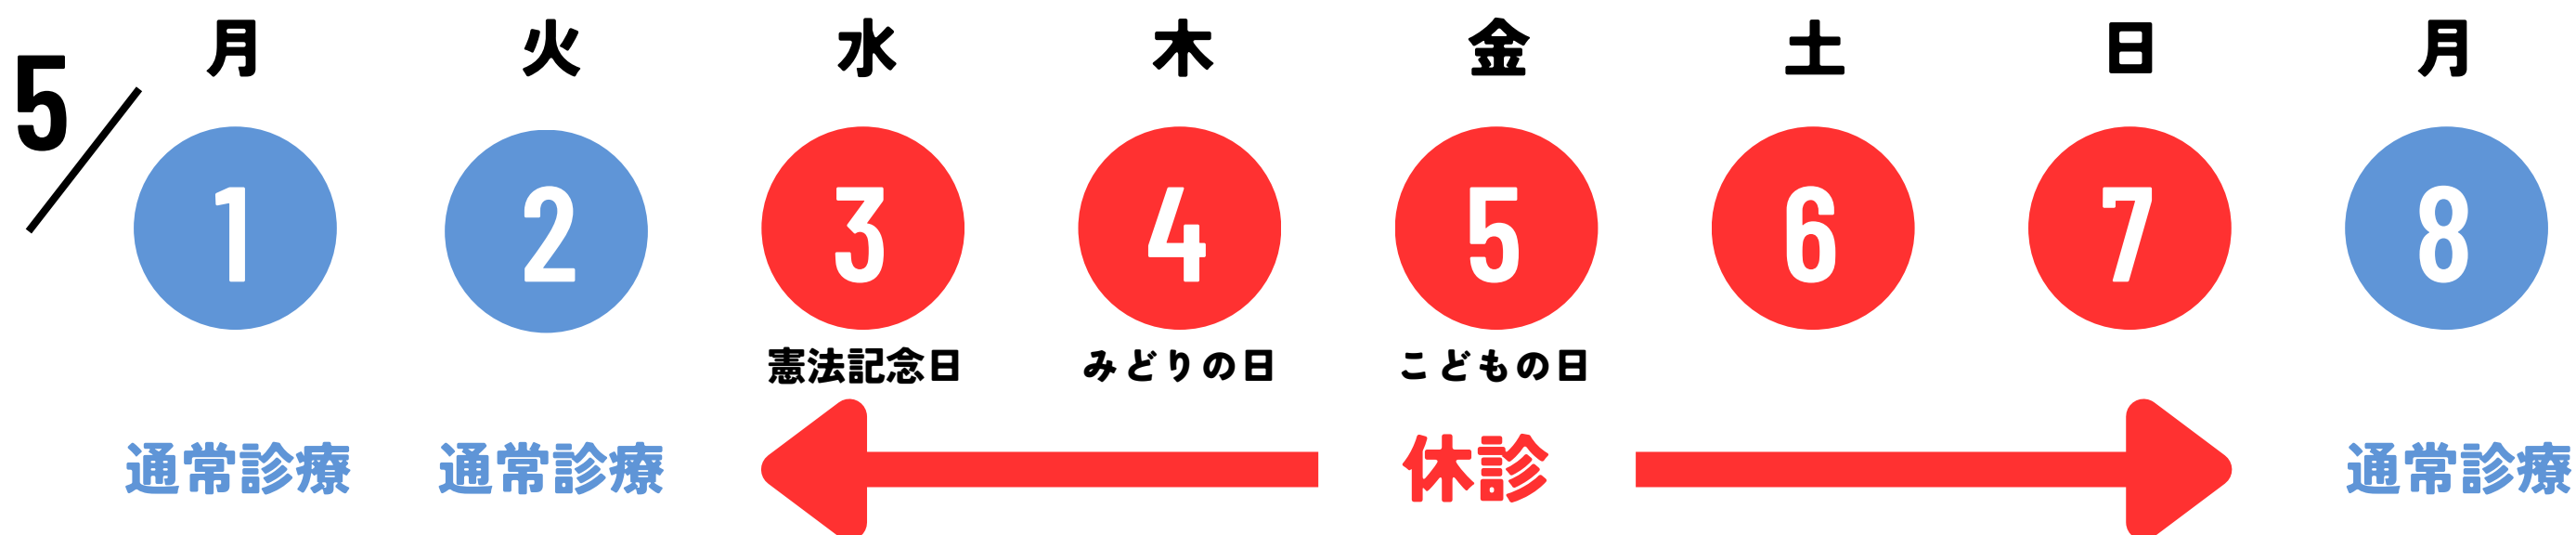 5/
月 火 水 木 金 土 日 月
1 2 3 4 5 6 7 8
憲法記念日 みどりの日 こどもの日
通常診療 通常診療 休診 通常診療